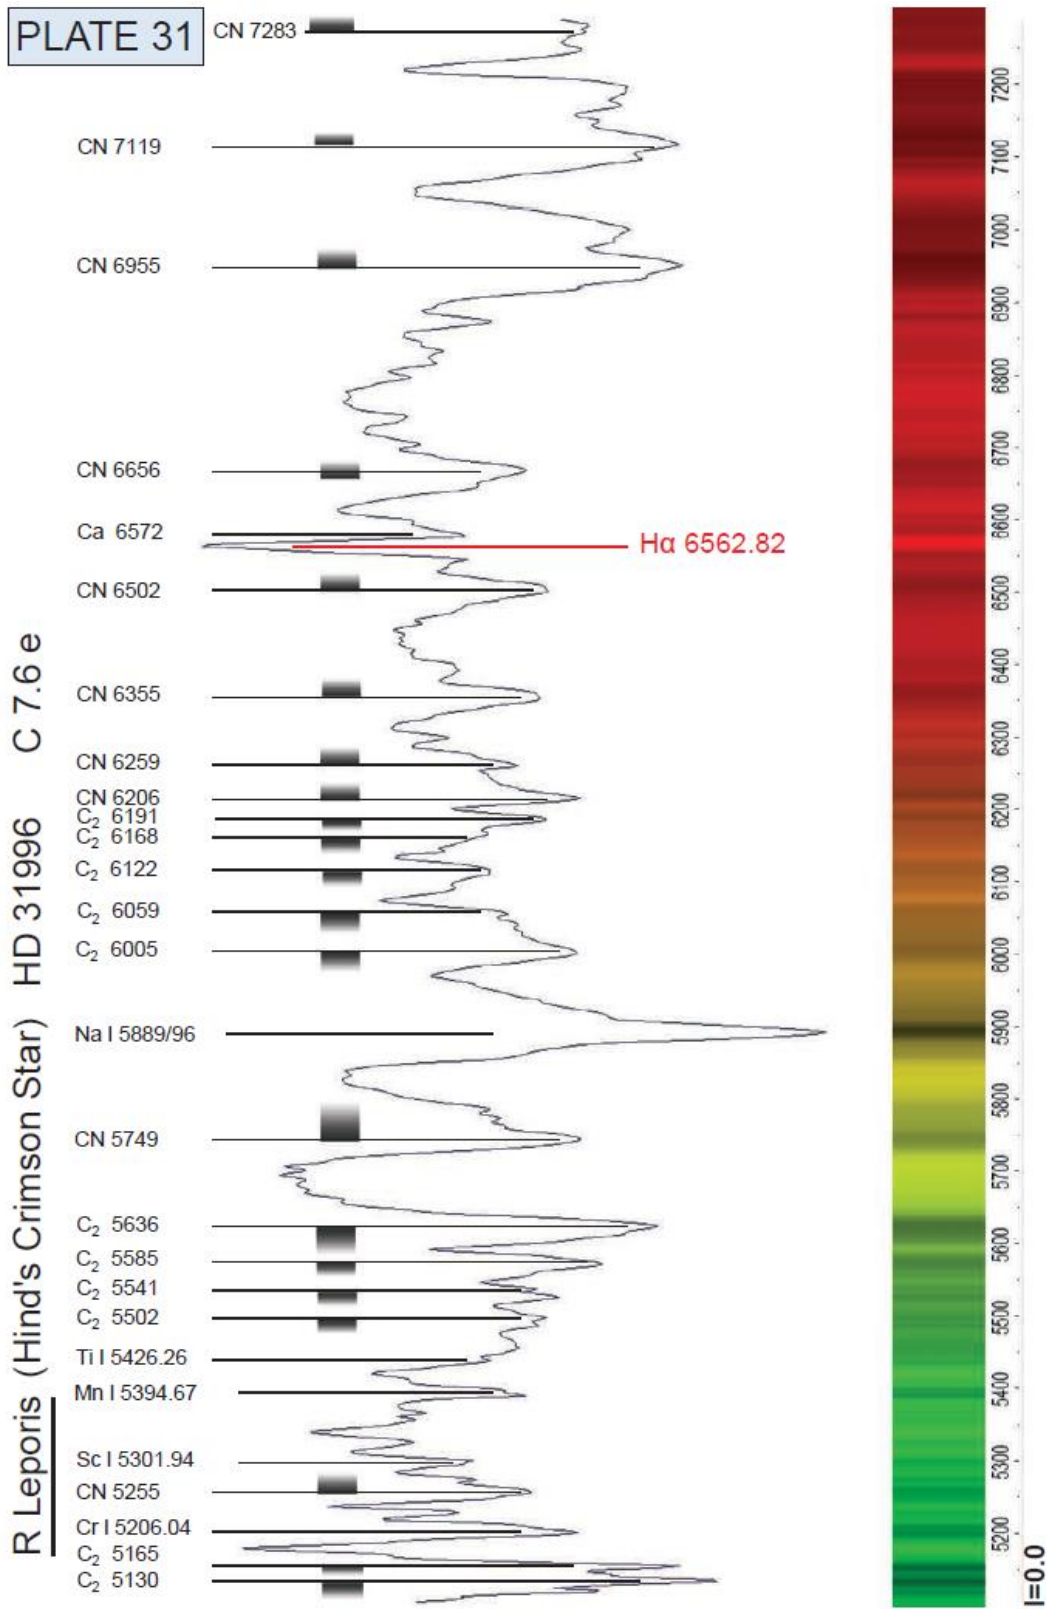 PLATE 31
CN 7283
CN 7119
CN 6955
CN 6656
Ca 6572
Hα 6562.82
CN 6502
CN 6355
CN 6259
CN 6206
C₂ 6191
C₂ 6168
C₂ 6122
C₂ 6059
C₂ 6005
Na I 5889/96
CN 5749
C₂ 5636
C₂ 5585
C₂ 5541
C₂ 5502
Ti I 5426.26
Mn I 5394.67
Sc I 5301.94
CN 5255
Cr I 5206.04
C₂ 5165
C₂ 5130
R Leporis (Hind's Crimson Star) HD 31996 C 7.6 e
7200
7100
7000
6900
6800
6700
6600
6500
6400
6300
6200
6100
6000
5900
5800
5700
5600
5500
5400
5300
5200
I=0.0